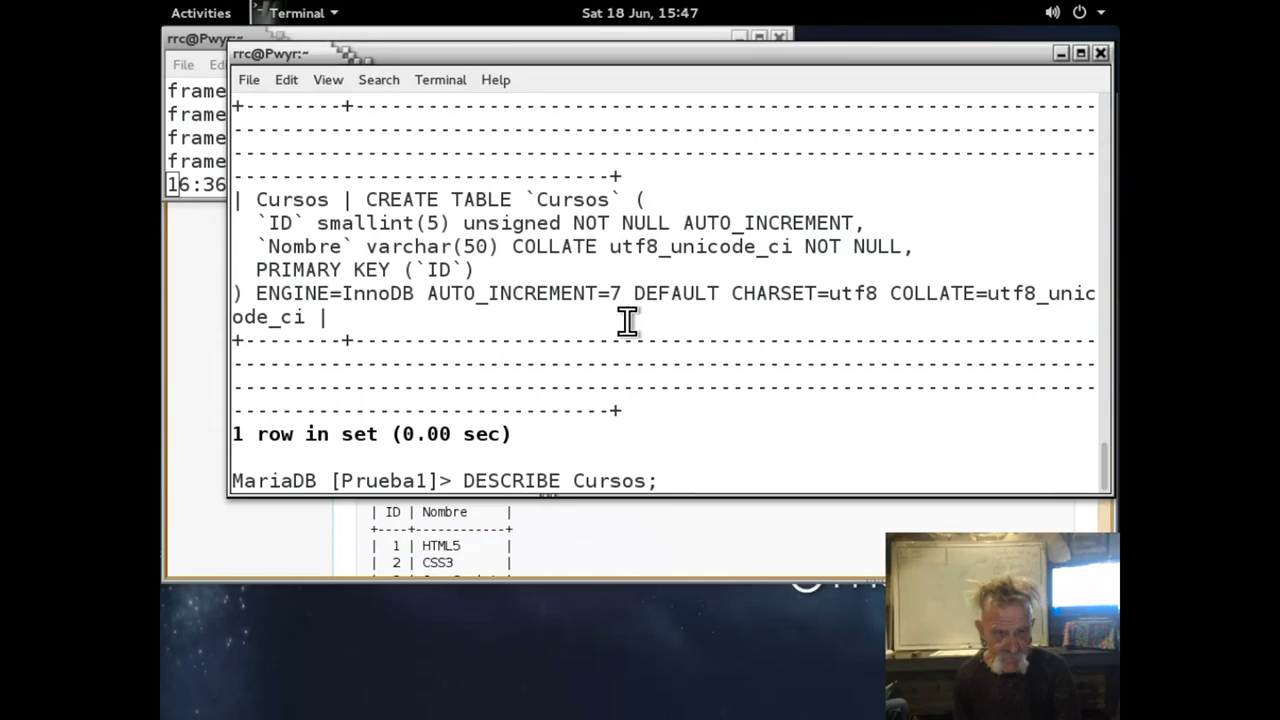 Activities Terminal Sat 18 Jun, 15:47
rrc@Pwyr:~
File Ed
frame
frame
frame
frame
16:36
rrc@Pwyr:~
File Edit View Search Terminal Help
+--------+-------------------------------------------------------------
-----------------------------------------------------------------------
-----------------------------------------------------------------------
-------------------------------+
| Cursos | CREATE TABLE `Cursos` (
`ID` smallint(5) unsigned NOT NULL AUTO_INCREMENT,
`Nombre` varchar(50) COLLATE utf8_unicode_ci NOT NULL,
PRIMARY KEY (`ID`)
) ENGINE=InnoDB AUTO_INCREMENT=7 DEFAULT CHARSET=utf8 COLLATE=utf8_unic
ode_ci |
+--------+-------------------------------------------------------------
-----------------------------------------------------------------------
-----------------------------------------------------------------------
-------------------------------+
1 row in set (0.00 sec)
MariaDB [Prueba1]> DESCRIBE Cursos;
| ID | Nombre |
+----+------------+
| 1 | HTML5 |
| 2 | CSS3 |